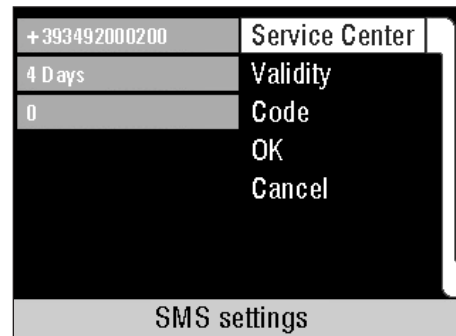 +393492000200 Service Center
4 Days Validity
0 Code
OK
Cancel
SMS settings